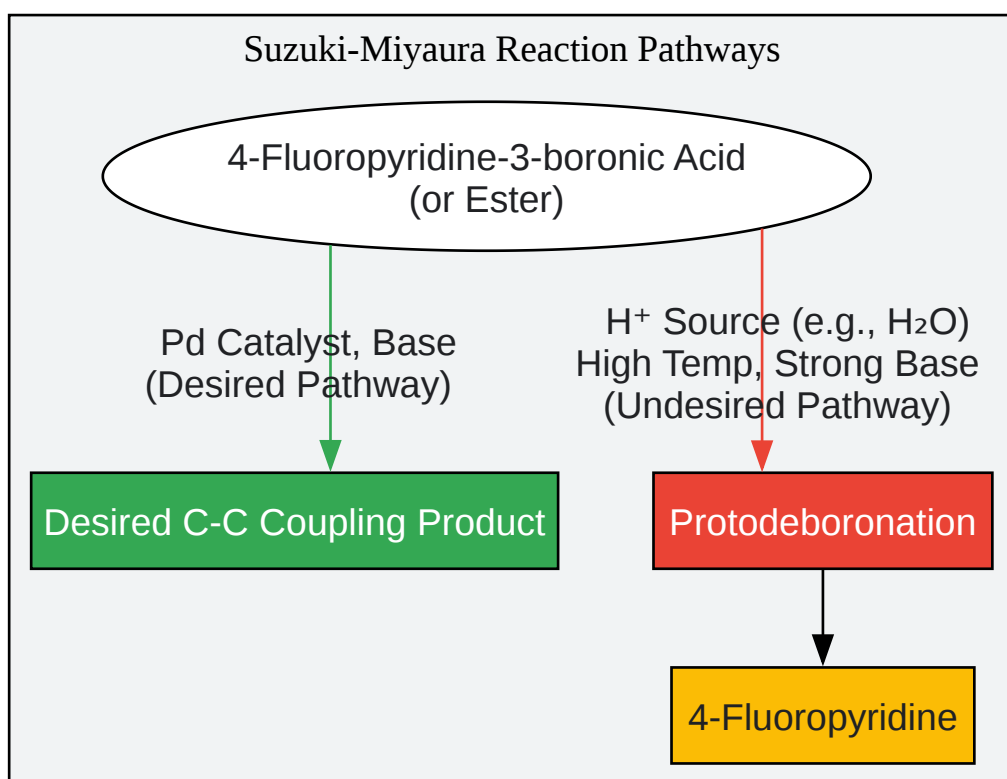 Suzuki-Miyaura Reaction Pathways
4-Fluoropyridine-3-boronic Acid
(or Ester)
Pd Catalyst, Base
(Desired Pathway)
H⁺ Source (e.g., H₂O)
High Temp, Strong Base
(Undesired Pathway)
Desired C-C Coupling Product
Protodeboronation
4-Fluoropyridine